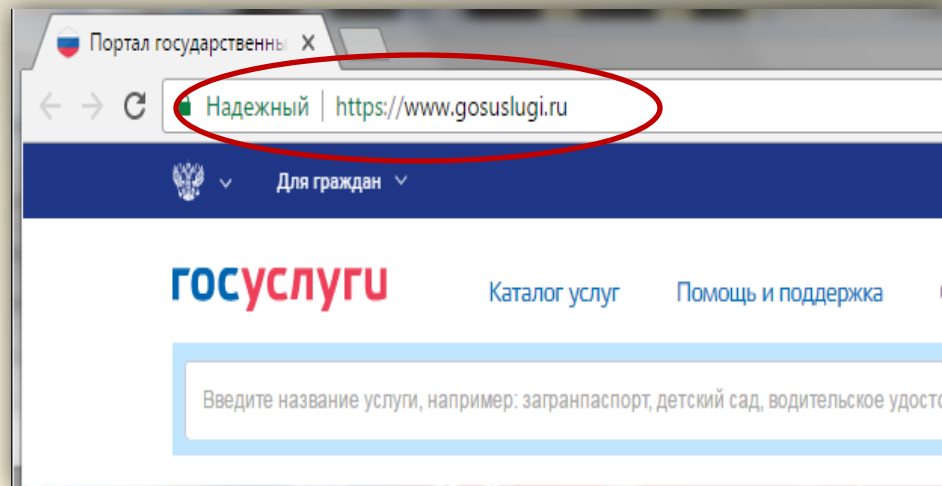 Портал государственны
Надежный https://www.gosuslugi.ru
Для граждан
госуслуги
Каталог услуг Помощь и поддержка
Введите название услуги, например: загранпаспорт, детский сад, водительское удосто